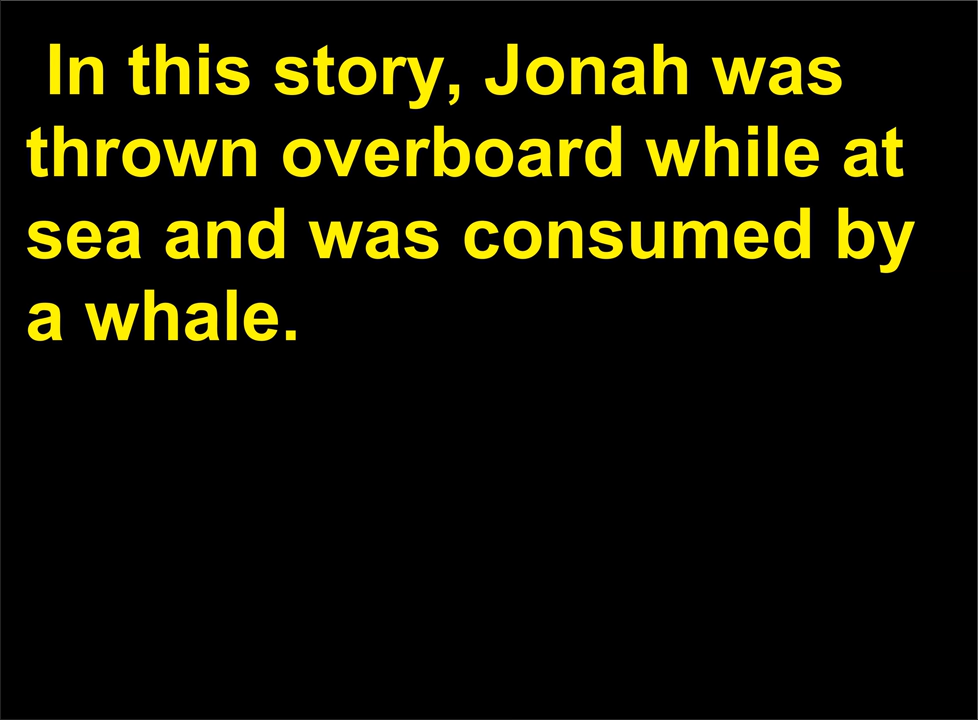 In this story, Jonah was
thrown overboard while at
sea and was consumed by
a whale.